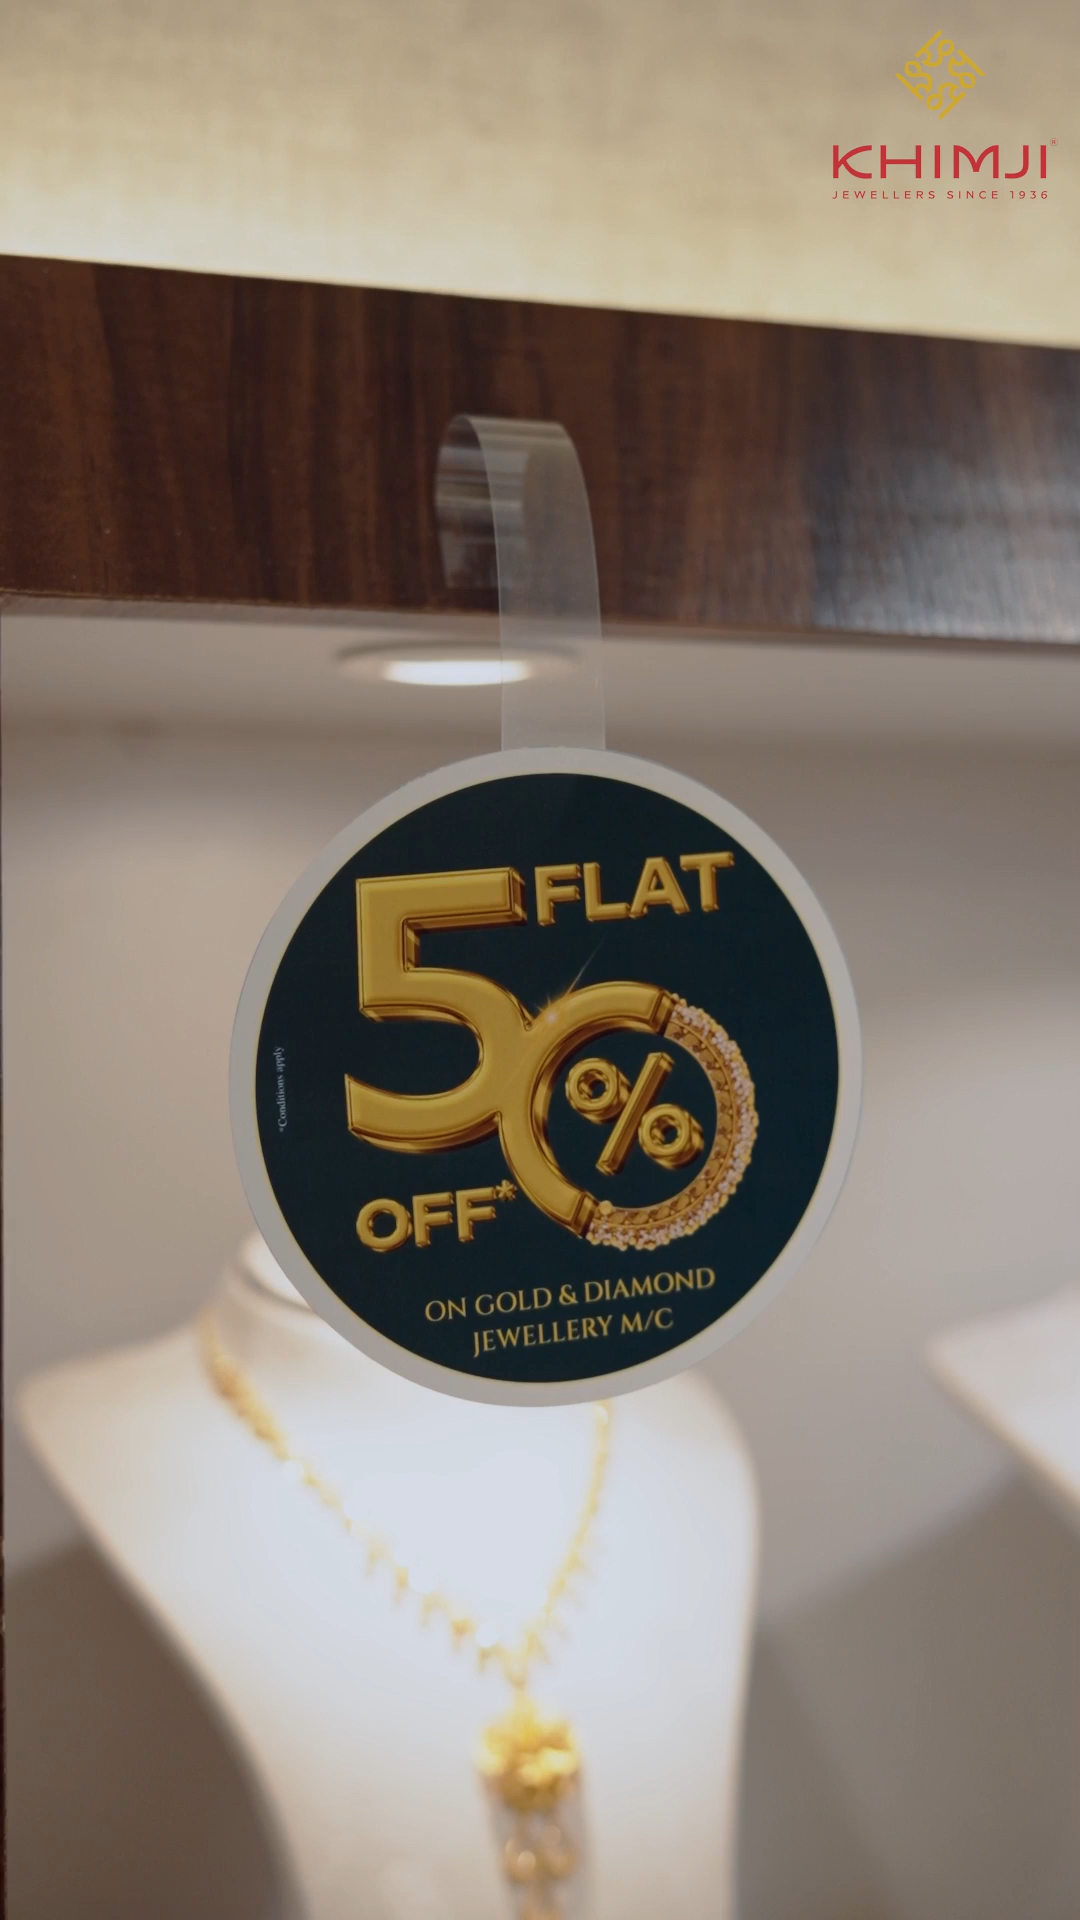 KHIMJI®
JEWELLERS SINCE 1936
FLAT
50%
OFF*
ON GOLD & DIAMOND
JEWELLERY M/C
*Conditions apply